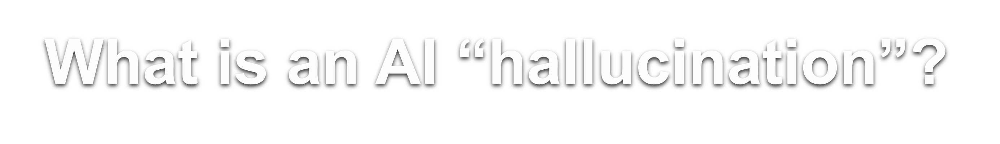 What is an AI “hallucination”?